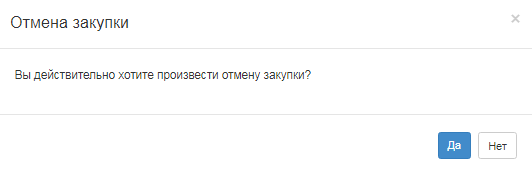 Отмена закупки
×
Вы действительно хотите произвести отмену закупки?
Да Нет